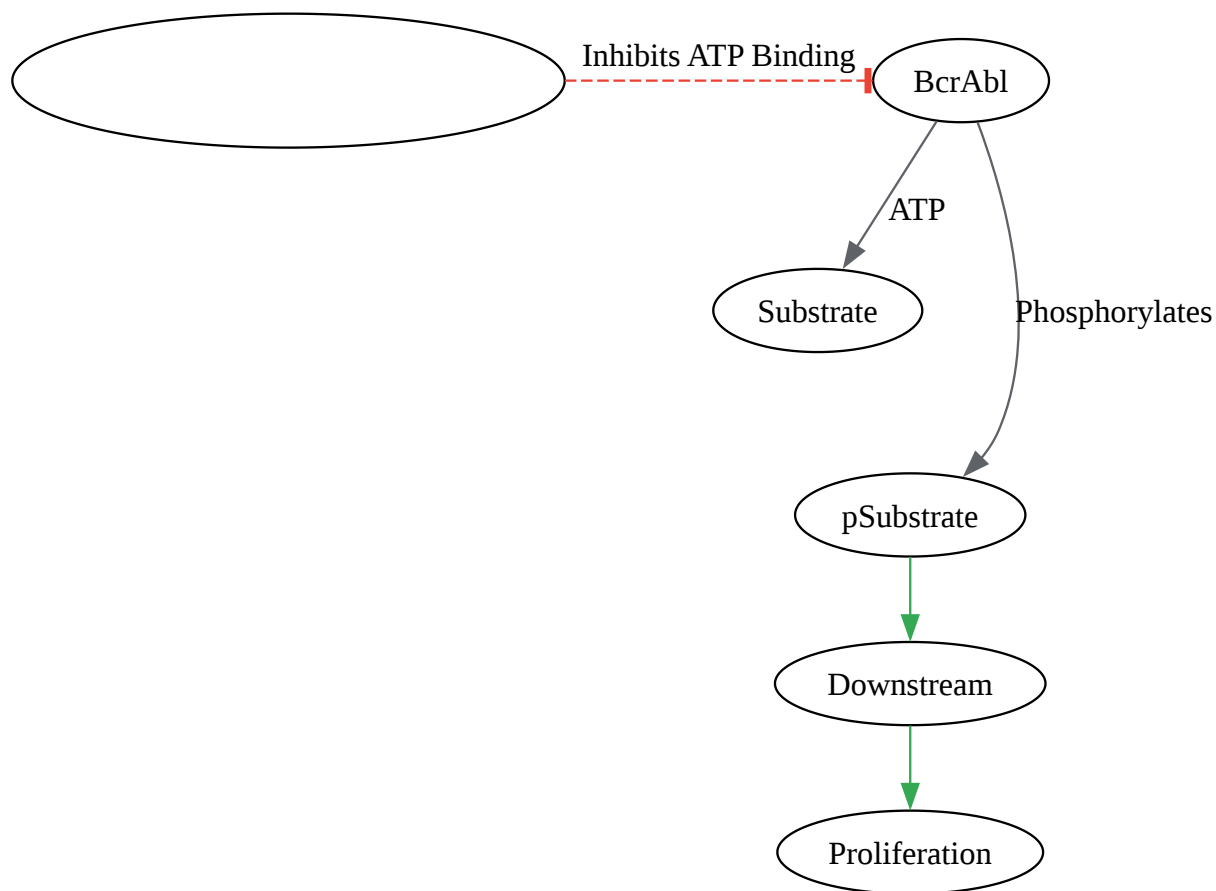 Inhibits ATP Binding
BcrAbl
ATP
Substrate
Phosphorylates
pSubstrate
Downstream
Proliferation